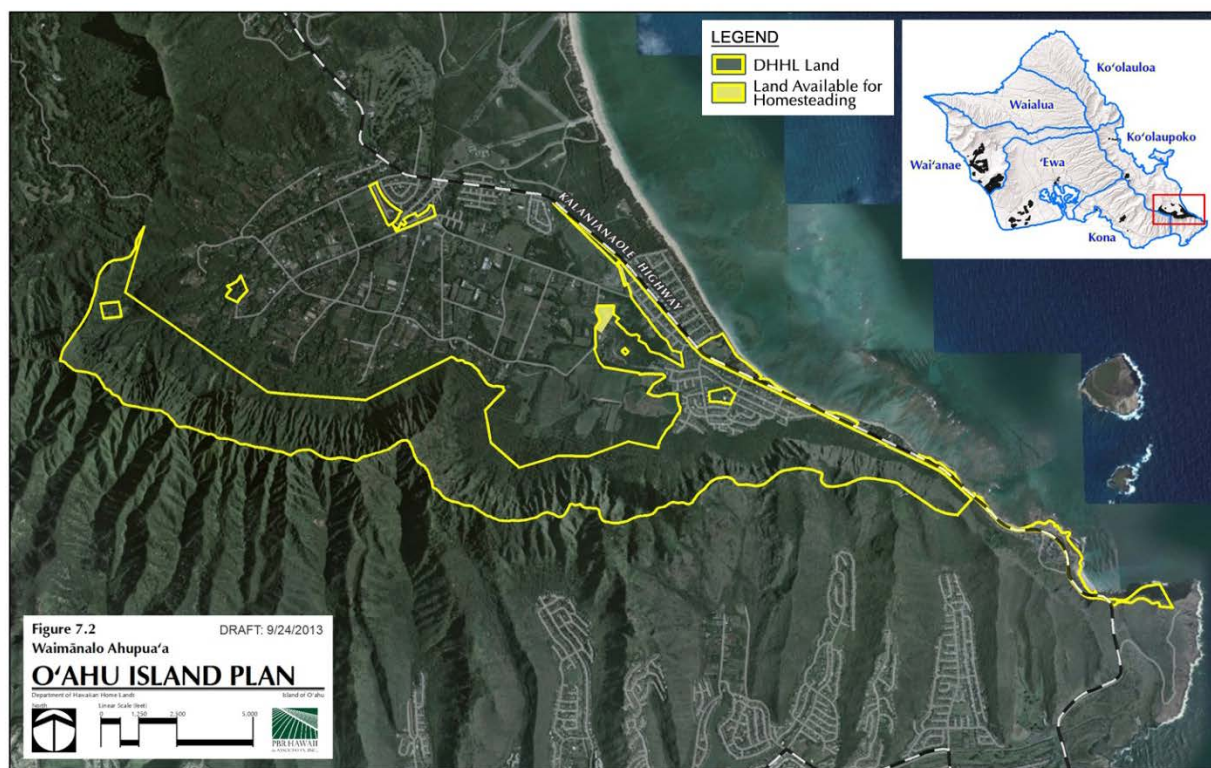 LEGEND
DHHL Land
Land Available for
Homesteading
Ko‘olauloa
Waialua
Ko‘olaupoko
Wai‘anae
‘Ewa
Kona
KALANIANAOLE HIGHWAY
Figure 7.2
DRAFT: 9/24/2013
Waimānalo Ahupua‘a
O‘AHU ISLAND PLAN
Department of Hawaiian Home Lands
Island of O‘ahu
North
Linear Scale (feet)
0 1,250 2,500 5,000
PBR HAWAII
& ASSOCIATES, INC.